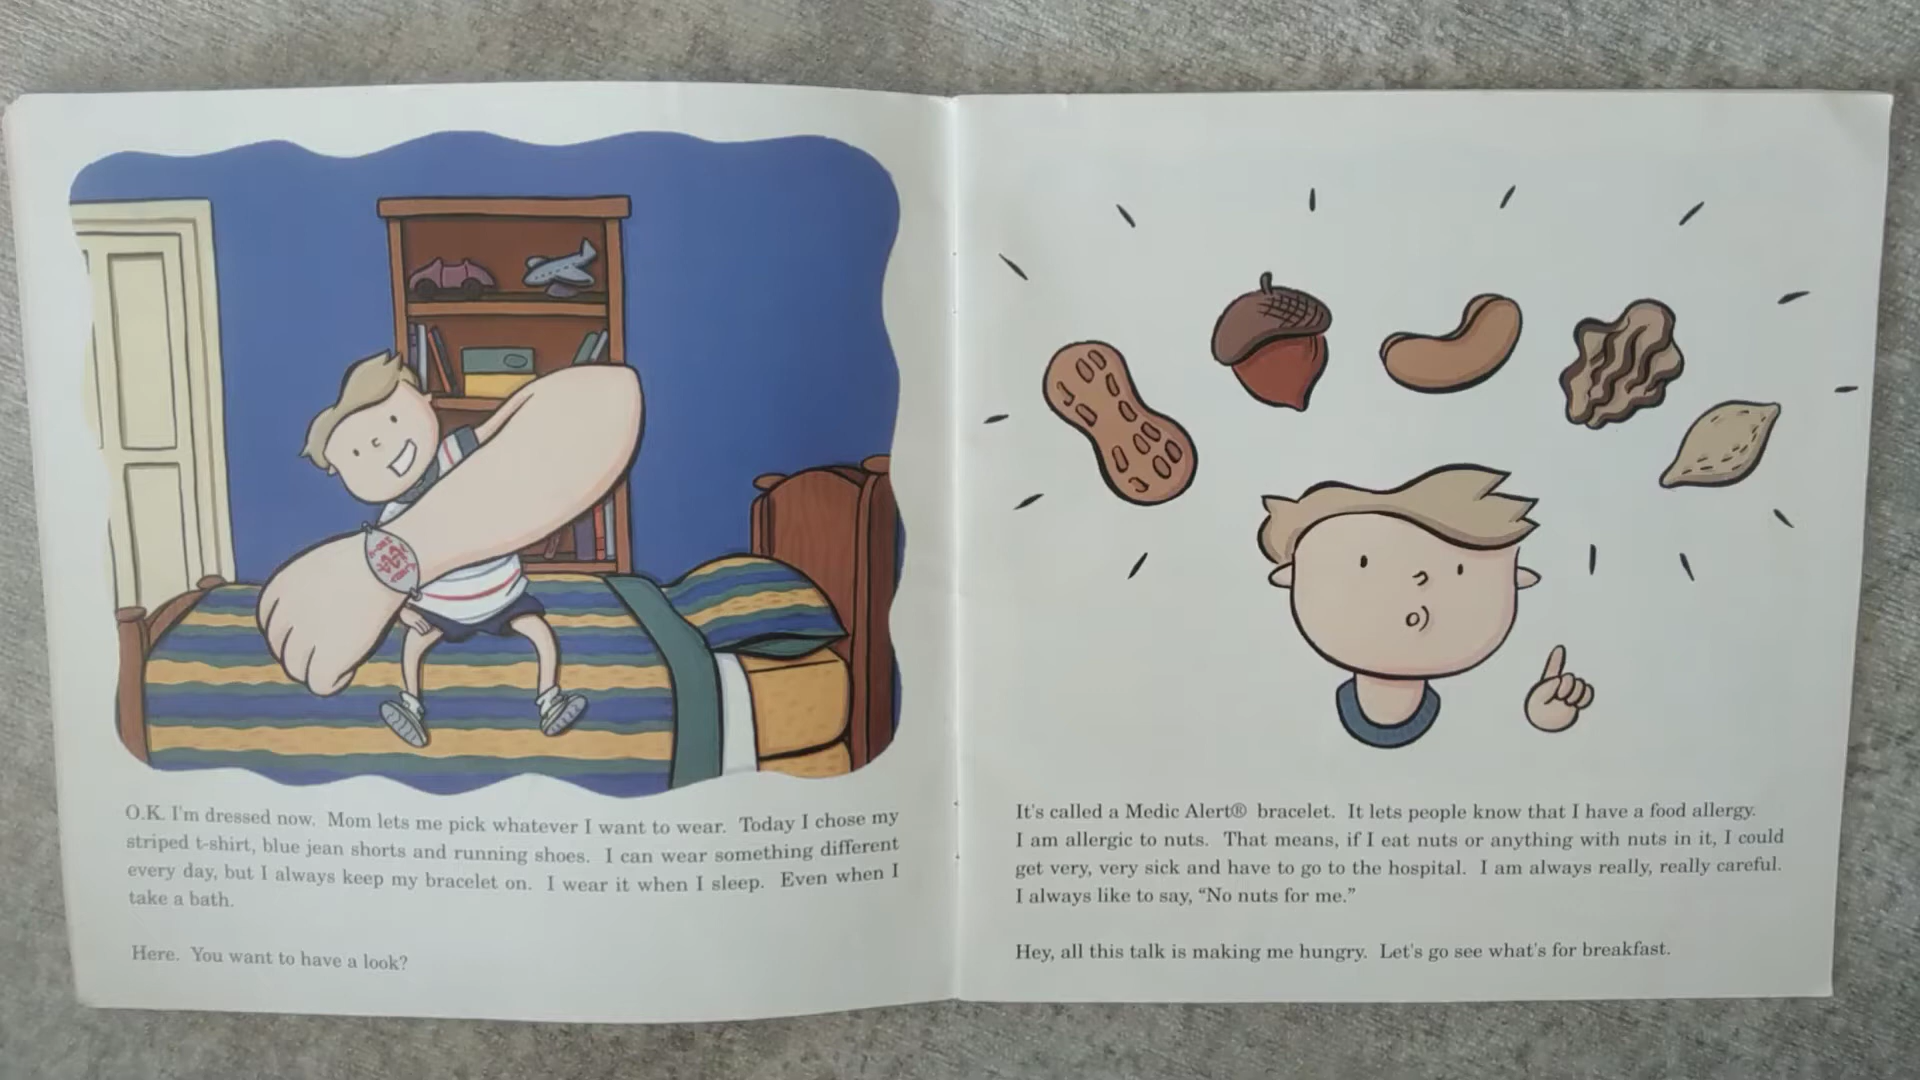 O.K. I'm dressed now. Mom lets me pick whatever I want to wear. Today I chose my
striped t-shirt, blue jean shorts and running shoes. I can wear something different
every day, but I always keep my bracelet on. I wear it when I sleep. Even when I
take a bath.
Here. You want to have a look?
It's called a Medic Alert® bracelet. It lets people know that I have a food allergy.
I am allergic to nuts. That means, if I eat nuts or anything with nuts in it, I could
get very, very sick and have to go to the hospital. I am always really, really careful.
I always like to say, “No nuts for me.”
Hey, all this talk is making me hungry. Let's go see what's for breakfast.